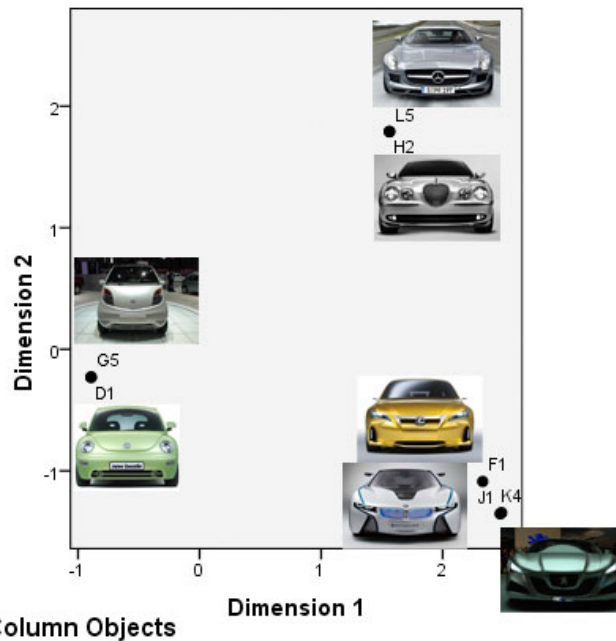 2
L5
H2
1
Dimension 2
0
G5
D1
-1
F1
J1 K4
-1 0 1 2
Dimension 1
Column Objects